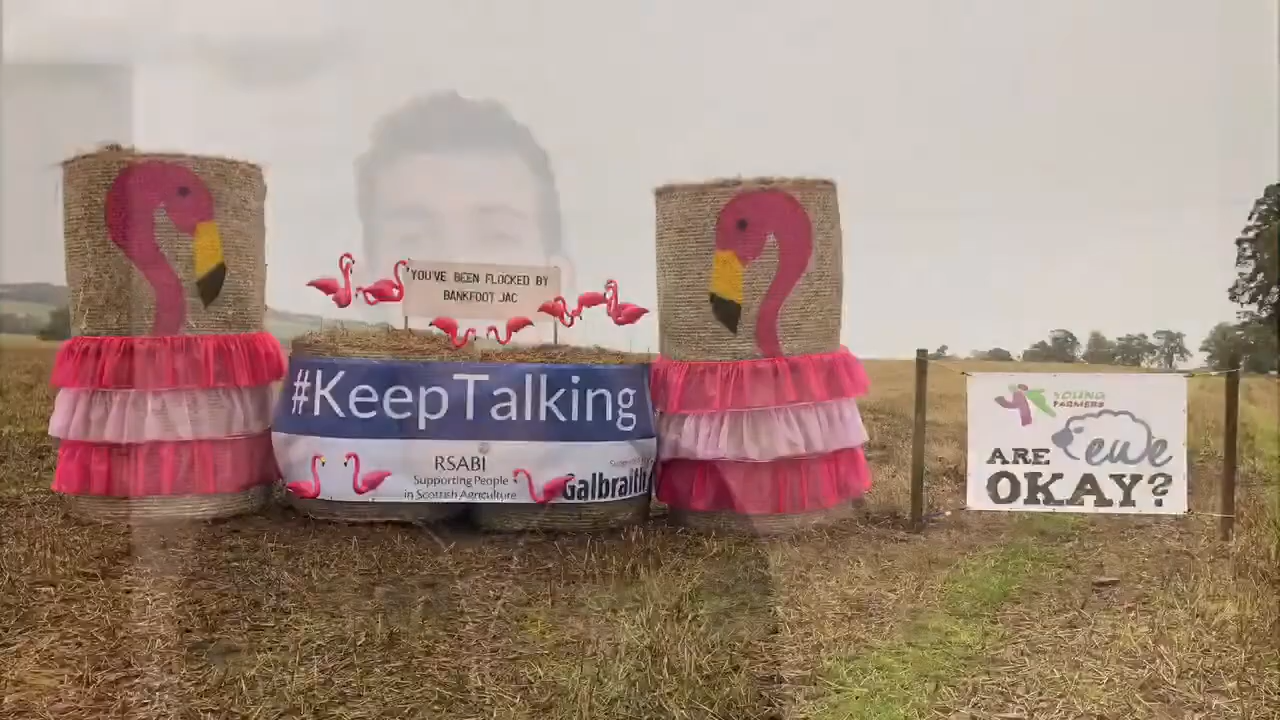 'YOU'VE BEEN FLOCKED BY
BANKFOOT JAC
#KeepTalking
RSABI
Supporting People
in Scottish Agriculture
Galbraith
YOUNG
FARMERS
ARE ewe
OKAY?